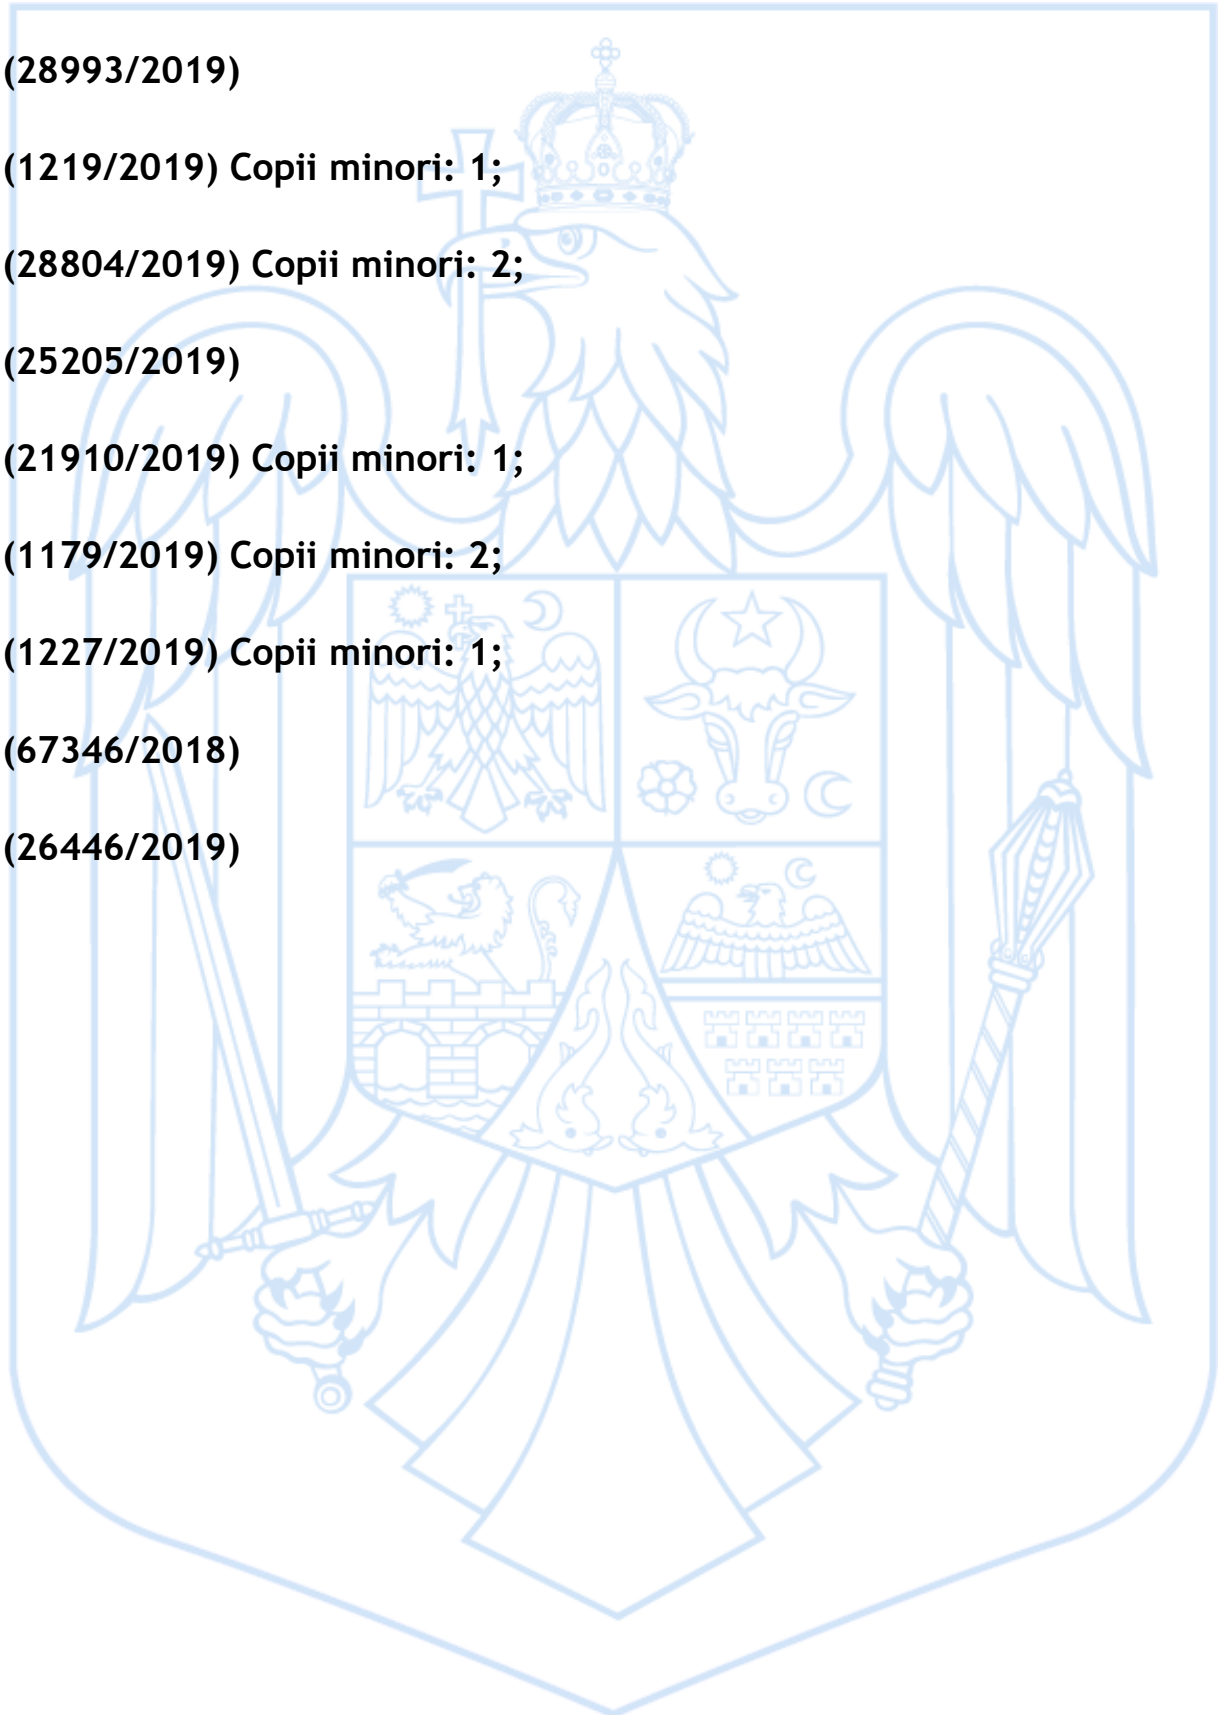 (28993/2019)
(1219/2019) Copii minori: 1;
(28804/2019) Copii minori: 2;
(25205/2019)
(21910/2019) Copii minori: 1;
(1179/2019) Copii minori: 2;
(1227/2019) Copii minori: 1;
(67346/2018)
(26446/2019)